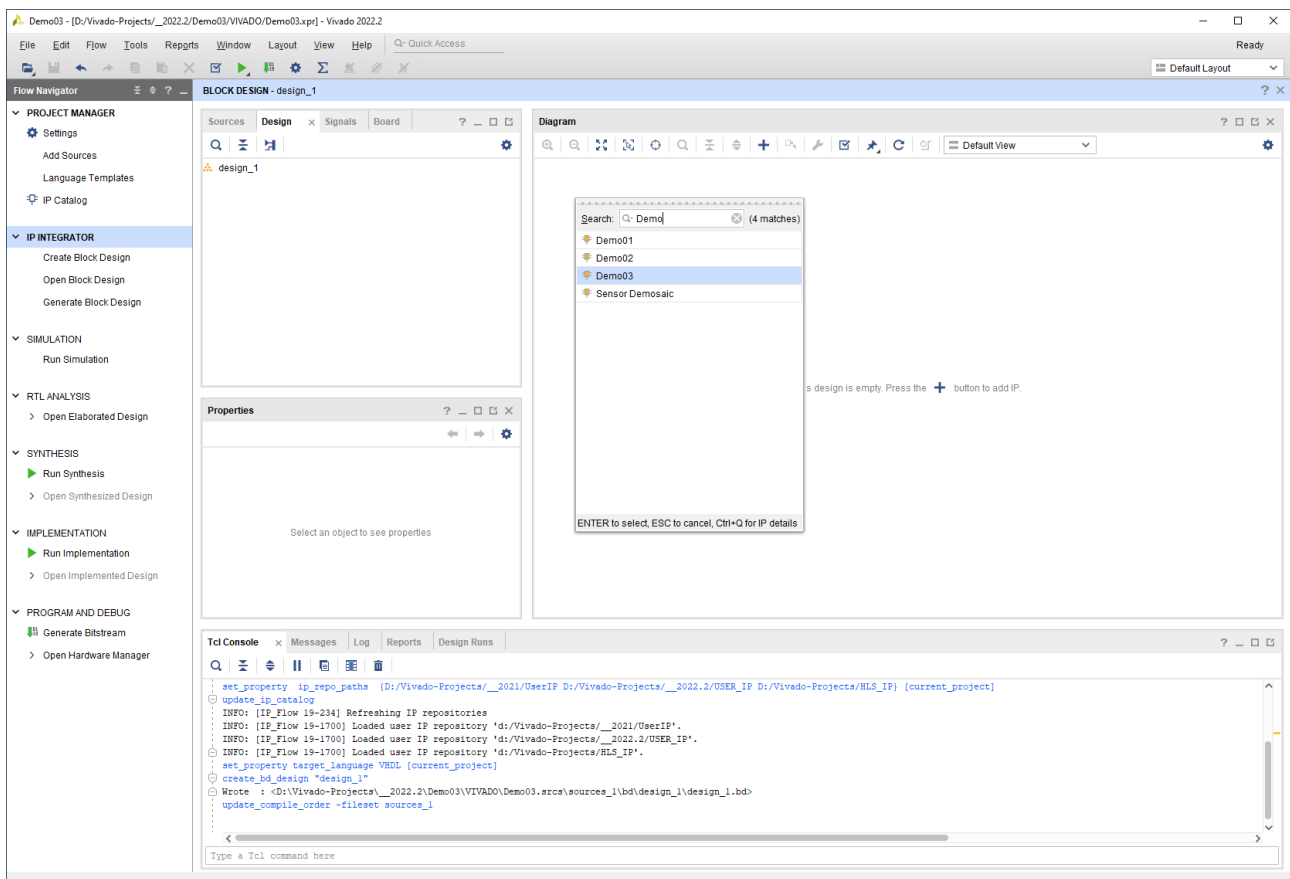 Demo03 - [D:/Vivado-Projects/__2022.2/Demo03/VIVADO/Demo03.xpr] - Vivado 2022.2
File Edit Flow Tools Reports Window Layout View Help Q- Quick Access Ready
Default Layout
Flow Navigator
PROJECT MANAGER
Settings
Add Sources
Language Templates
IP Catalog
IP INTEGRATOR
Create Block Design
Open Block Design
Generate Block Design
SIMULATION
Run Simulation
RTL ANALYSIS
Open Elaborated Design
SYNTHESIS
Run Synthesis
Open Synthesized Design
IMPLEMENTATION
Run Implementation
Open Implemented Design
PROGRAM AND DEBUG
Generate Bitstream
Open Hardware Manager
BLOCK DESIGN - design_1
Sources Design Signals Board
design_1
Properties
Select an object to see properties
Diagram
Default View
Search: Q- Demo (4 matches)
Demo01
Demo02
Demo03
Sensor Demosaic
ENTER to select, ESC to cancel, Ctrl+Q for IP details
s design is empty. Press the + button to add IP.
Tcl Console Messages Log Reports Design Runs
set_property ip_repo_paths {D:/Vivado-Projects/__2021/UserIP D:/Vivado-Projects/__2022.2/USER_IP D:/Vivado-Projects/HLS_IP} [current_project]
update_ip_catalog
INFO: [IP_Flow 19-234] Refreshing IP repositories
INFO: [IP_Flow 19-1700] Loaded user IP repository 'd:/Vivado-Projects/__2021/UserIP'.
INFO: [IP_Flow 19-1700] Loaded user IP repository 'd:/Vivado-Projects/__2022.2/USER_IP'.
INFO: [IP_Flow 19-1700] Loaded user IP repository 'd:/Vivado-Projects/HLS_IP'.
set_property target_language VHDL [current_project]
create_bd_design "design_1"
Wrote : <D:\Vivado-Projects\__2022.2\Demo03\VIVADO\Demo03.srcs\sources_1\bd\design_1\design_1.bd>
update_compile_order -fileset sources_1
Type a Tcl command here